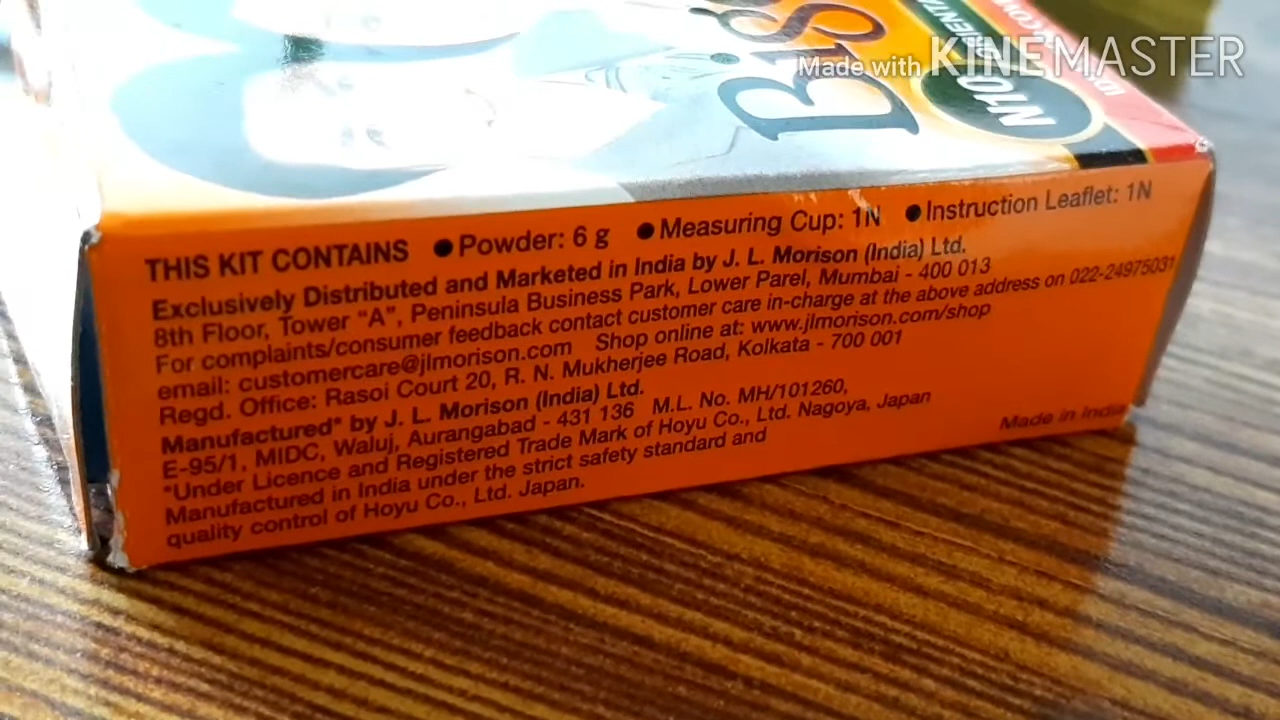 Made with KINEMASTER
Bis
N104
THIS KIT CONTAINS ●Powder: 6 g ●Measuring Cup: 1N ●Instruction Leaflet: 1N
Exclusively Distributed and Marketed in India by J. L. Morison (India) Ltd.
8th Floor, Tower “A”, Peninsula Business Park, Lower Parel, Mumbai - 400 013
For complaints/consumer feedback contact customer care in-charge at the above address on 022-24975031
email: customercare@jlmorison.com Shop online at: www.jlmorison.com/shop
Regd. Office: Rasoi Court 20, R. N. Mukherjee Road, Kolkata - 700 001
Manufactured* by J. L. Morison (India) Ltd.
E-95/1, MIDC, Waluj, Aurangabad - 431 136 M.L. No. MH/101260,
*Under Licence and Registered Trade Mark of Hoyu Co., Ltd. Nagoya, Japan
Manufactured in India under the strict safety standard and
quality control of Hoyu Co., Ltd. Japan.
Made in India